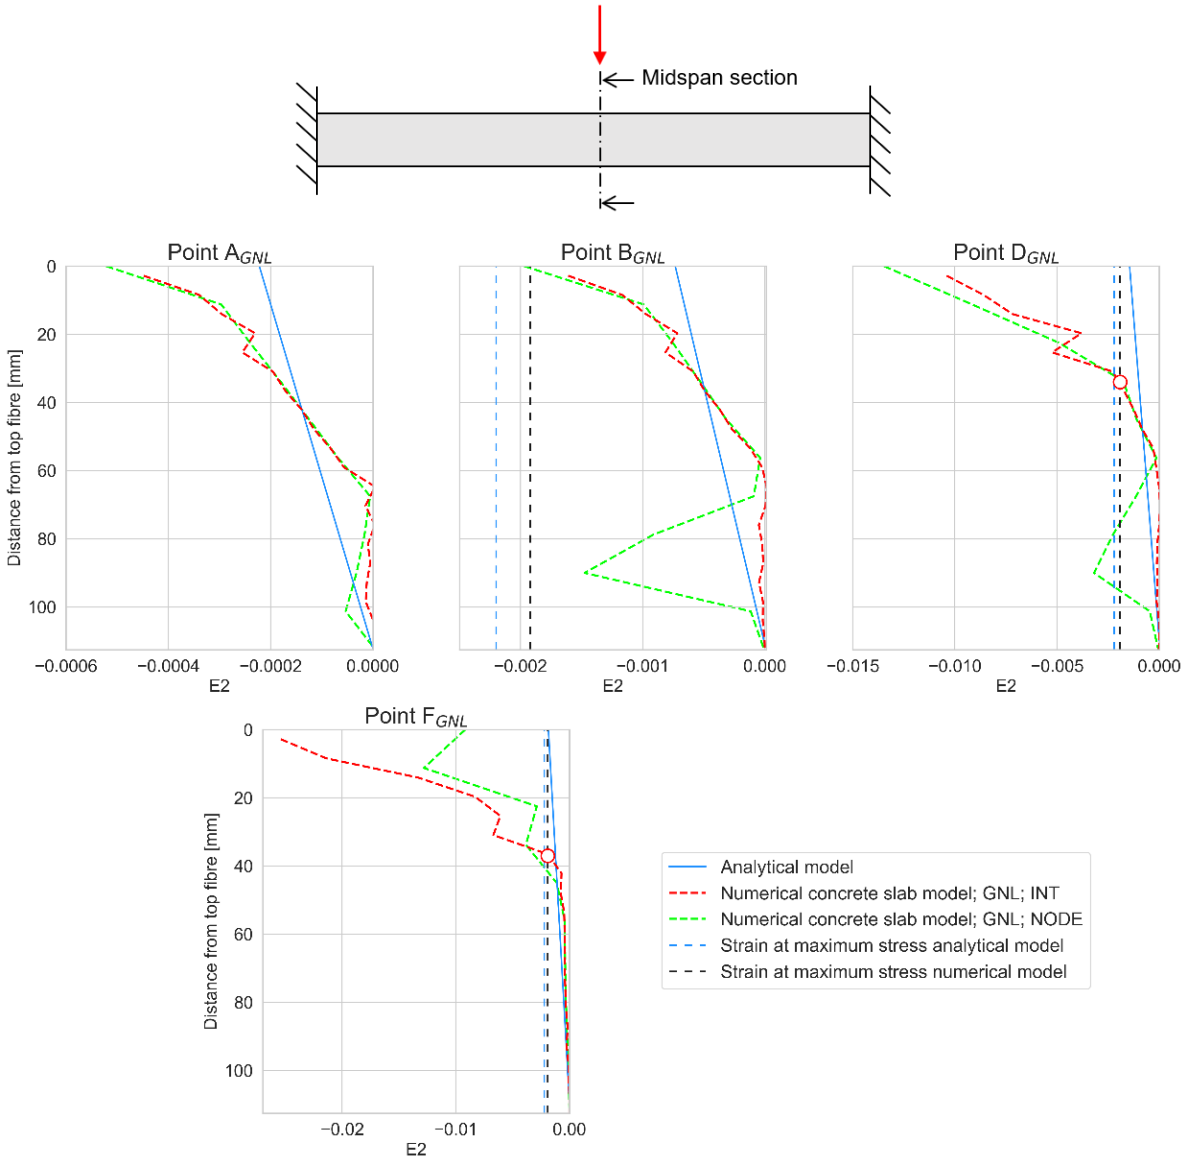 Midspan section
Point A_GNL
Point B_GNL
Point D_GNL
0
20
40
60
80
100
Distance from top fibre [mm]
−0.0006 −0.0004 −0.0002 0.0000
E2
−0.002 −0.001 0.000
E2
−0.015 −0.010 −0.005 0.000
E2
Point F_GNL
0
20
40
60
80
100
Distance from top fibre [mm]
−0.02 −0.01 0.00
E2
Analytical model
Numerical concrete slab model; GNL; INT
Numerical concrete slab model; GNL; NODE
Strain at maximum stress analytical model
Strain at maximum stress numerical model